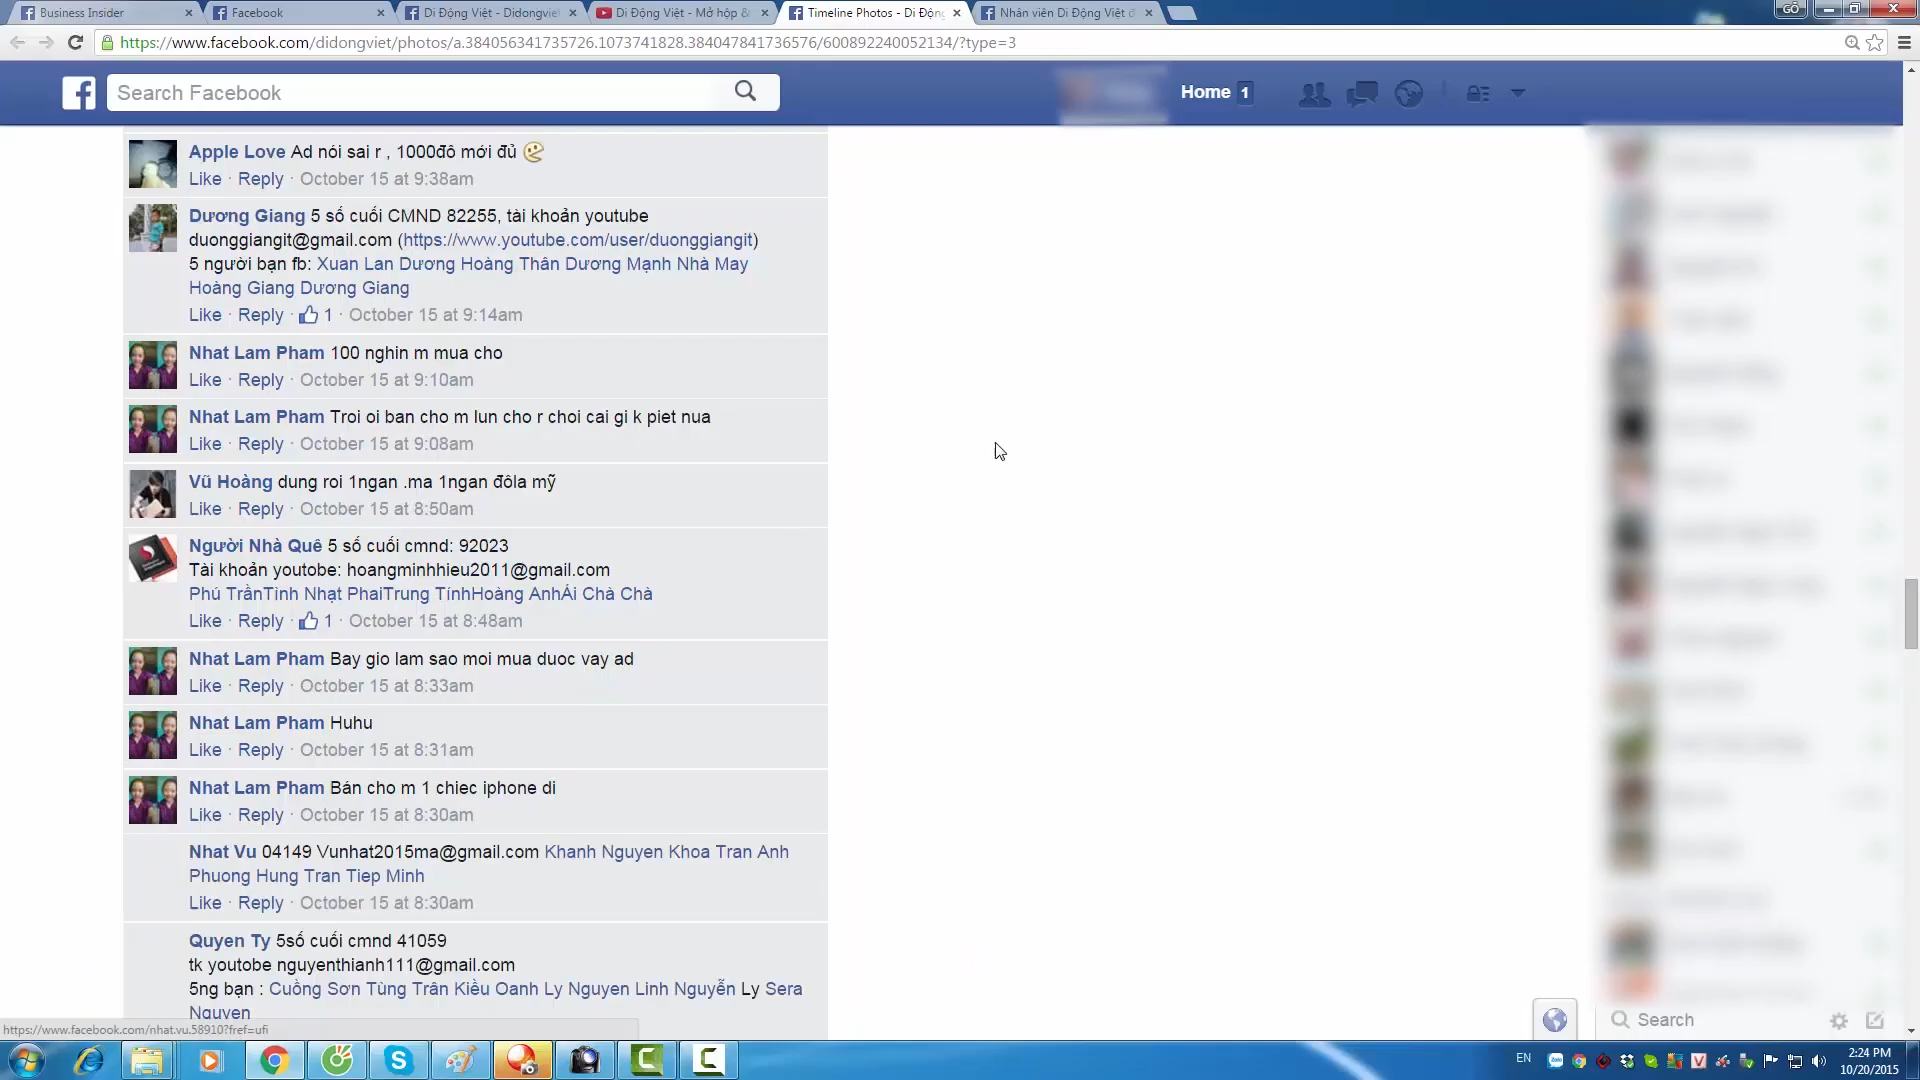 Business Insider
Facebook
Di Động Việt - Didongviet
Di Động Việt - Mở hộp &
Timeline Photos - Di Động
Nhân viên Di Động Việt đ
https://www.facebook.com/didongviet/photos/a.384056341735726.1073741828.384047841736576/600892240052134/?type=3
Search Facebook
Home 1
Apple Love Ad nói sai r , 1000đô mới đủ
Like · Reply · October 15 at 9:38am
Dương Giang 5 số cuối CMND 82255, tài khoản youtube
duonggiangit@gmail.com (https://www.youtube.com/user/duonggiangit)
5 người bạn fb: Xuan Lan Dương Hoàng Thân Dương Mạnh Nhà May
Hoàng Giang Dương Giang
Like · Reply · 1 · October 15 at 9:14am
Nhat Lam Pham 100 nghin m mua cho
Like · Reply · October 15 at 9:10am
Nhat Lam Pham Troi oi ban cho m lun cho r choi cai gi k piet nua
Like · Reply · October 15 at 9:08am
Vũ Hoàng dung roi 1ngan .ma 1ngan đôla mỹ
Like · Reply · October 15 at 8:50am
Người Nhà Quê 5 số cuối cmnd: 92023
Tài khoản youtube: hoangminhhieu2011@gmail.com
Phú TrầnTình Nhạt PhaiTrung TínhHoàng AnhÁi Chà Chà
Like · Reply · 1 · October 15 at 8:48am
Nhat Lam Pham Bay gio lam sao moi mua duoc vay ad
Like · Reply · October 15 at 8:33am
Nhat Lam Pham Huhu
Like · Reply · October 15 at 8:31am
Nhat Lam Pham Bán cho m 1 chiec iphone di
Like · Reply · October 15 at 8:30am
Nhat Vu 04149 Vunhat2015ma@gmail.com Khanh Nguyen Khoa Tran Anh
Phuong Hung Tran Tiep Minh
Like · Reply · October 15 at 8:30am
Quyen Ty 5số cuối cmnd 41059
tk youtobe nguyenthianh111@gmail.com
5ng bạn : Cuồng Sơn Tùng Trân Kiều Oanh Ly Nguyen Linh Nguyễn Ly Sera
Nguyen
https://www.facebook.com/nhat.vu.58910?fref=ufi
Search
EN
2:24 PM
10/20/2015